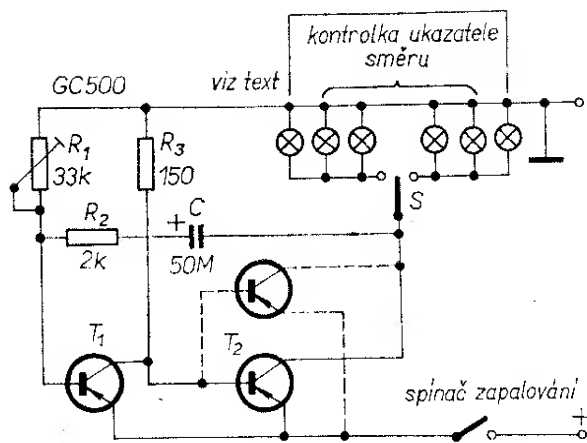 kontrolka ukazatele
směru
GC500
viz text
R1
33k
R3
150
R2
2k
+
C
50M
S
T1
T2
spínač zapalování
+